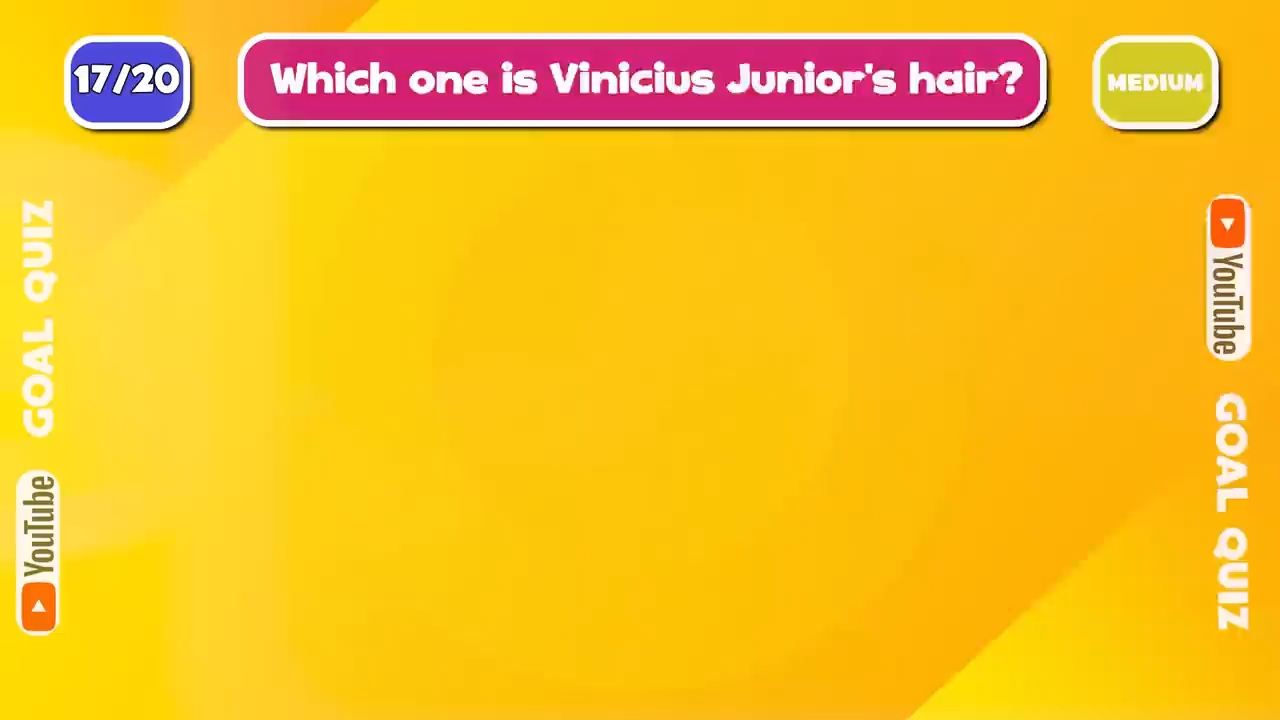 17/20
Which one is Vinicius Junior's hair?
MEDIUM
GOAL QUIZ
YouTube
YouTube
GOAL QUIZ